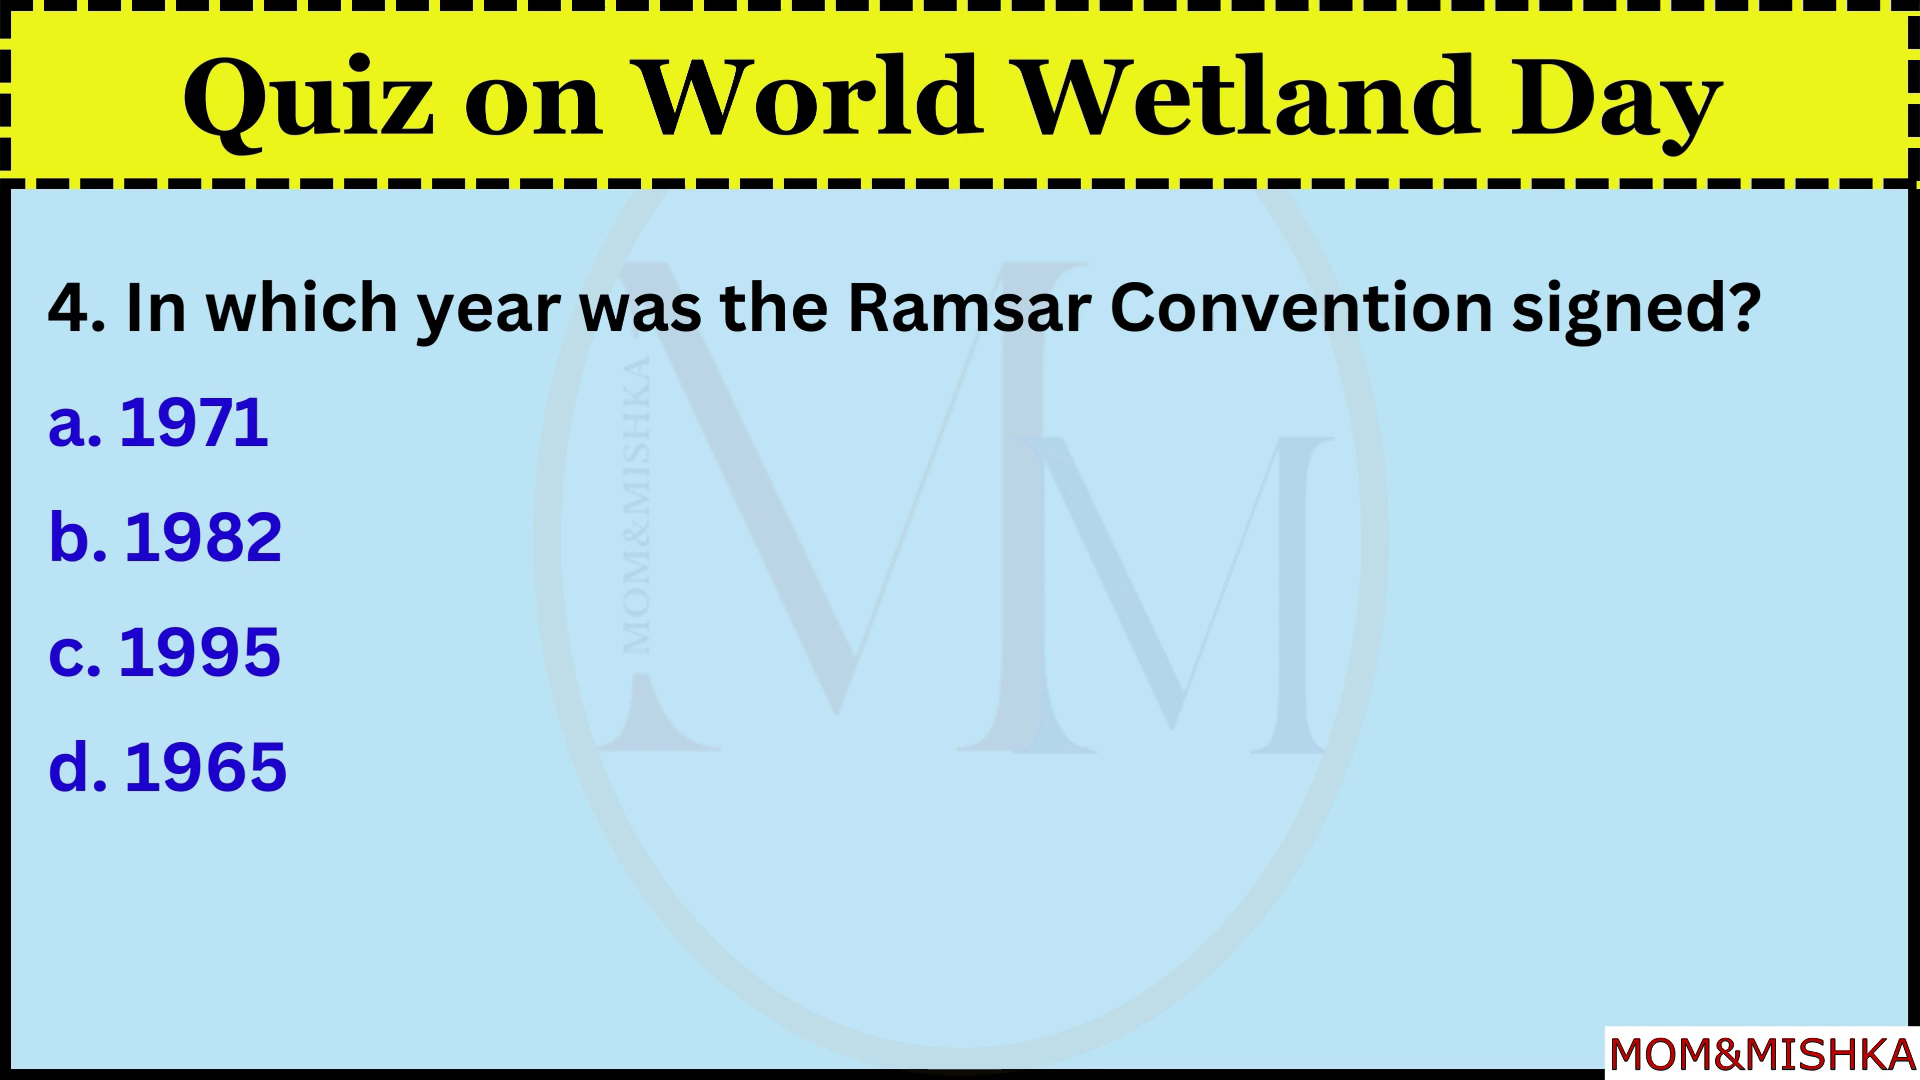 Quiz on World Wetland Day
4. In which year was the Ramsar Convention signed?
a. 1971
b. 1982
c. 1995
d. 1965
MOM&MISHKA
MOM&MISHKA